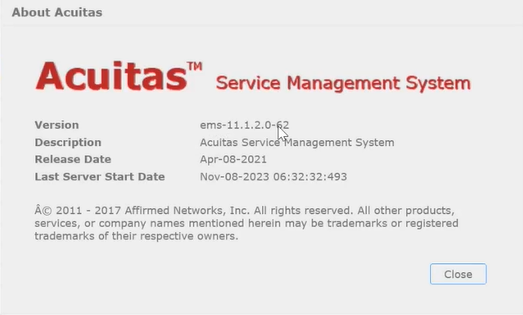 About Acuitas
Acuitas™ Service Management System
Version ems-11.1.2.0-62
Description Acuitas Service Management System
Release Date Apr-08-2021
Last Server Start Date Nov-08-2023 06:32:32:493
Â© 2011 - 2017 Affirmed Networks, Inc. All rights reserved. All other products,
services, or company names mentioned herein may be trademarks or registered
trademarks of their respective owners.
Close